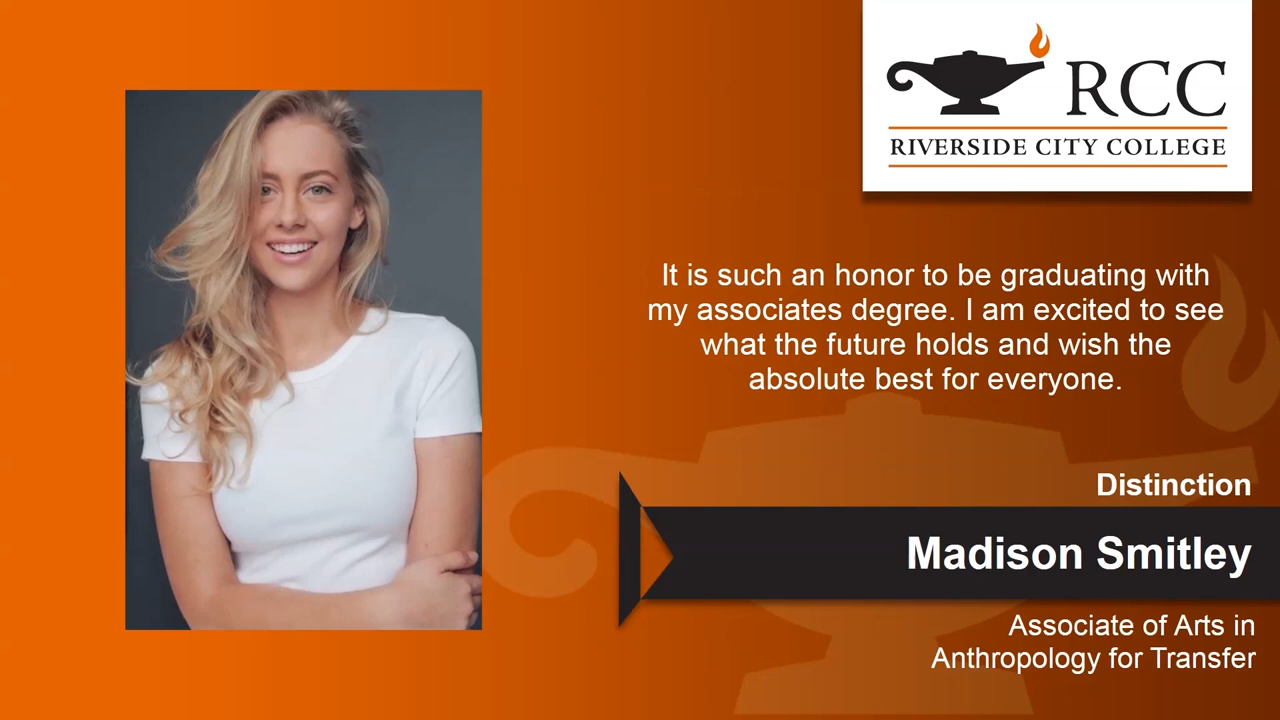 RCC
RIVERSIDE CITY COLLEGE
It is such an honor to be graduating with
my associates degree. I am excited to see
what the future holds and wish the
absolute best for everyone.
Distinction
Madison Smitley
Associate of Arts in
Anthropology for Transfer